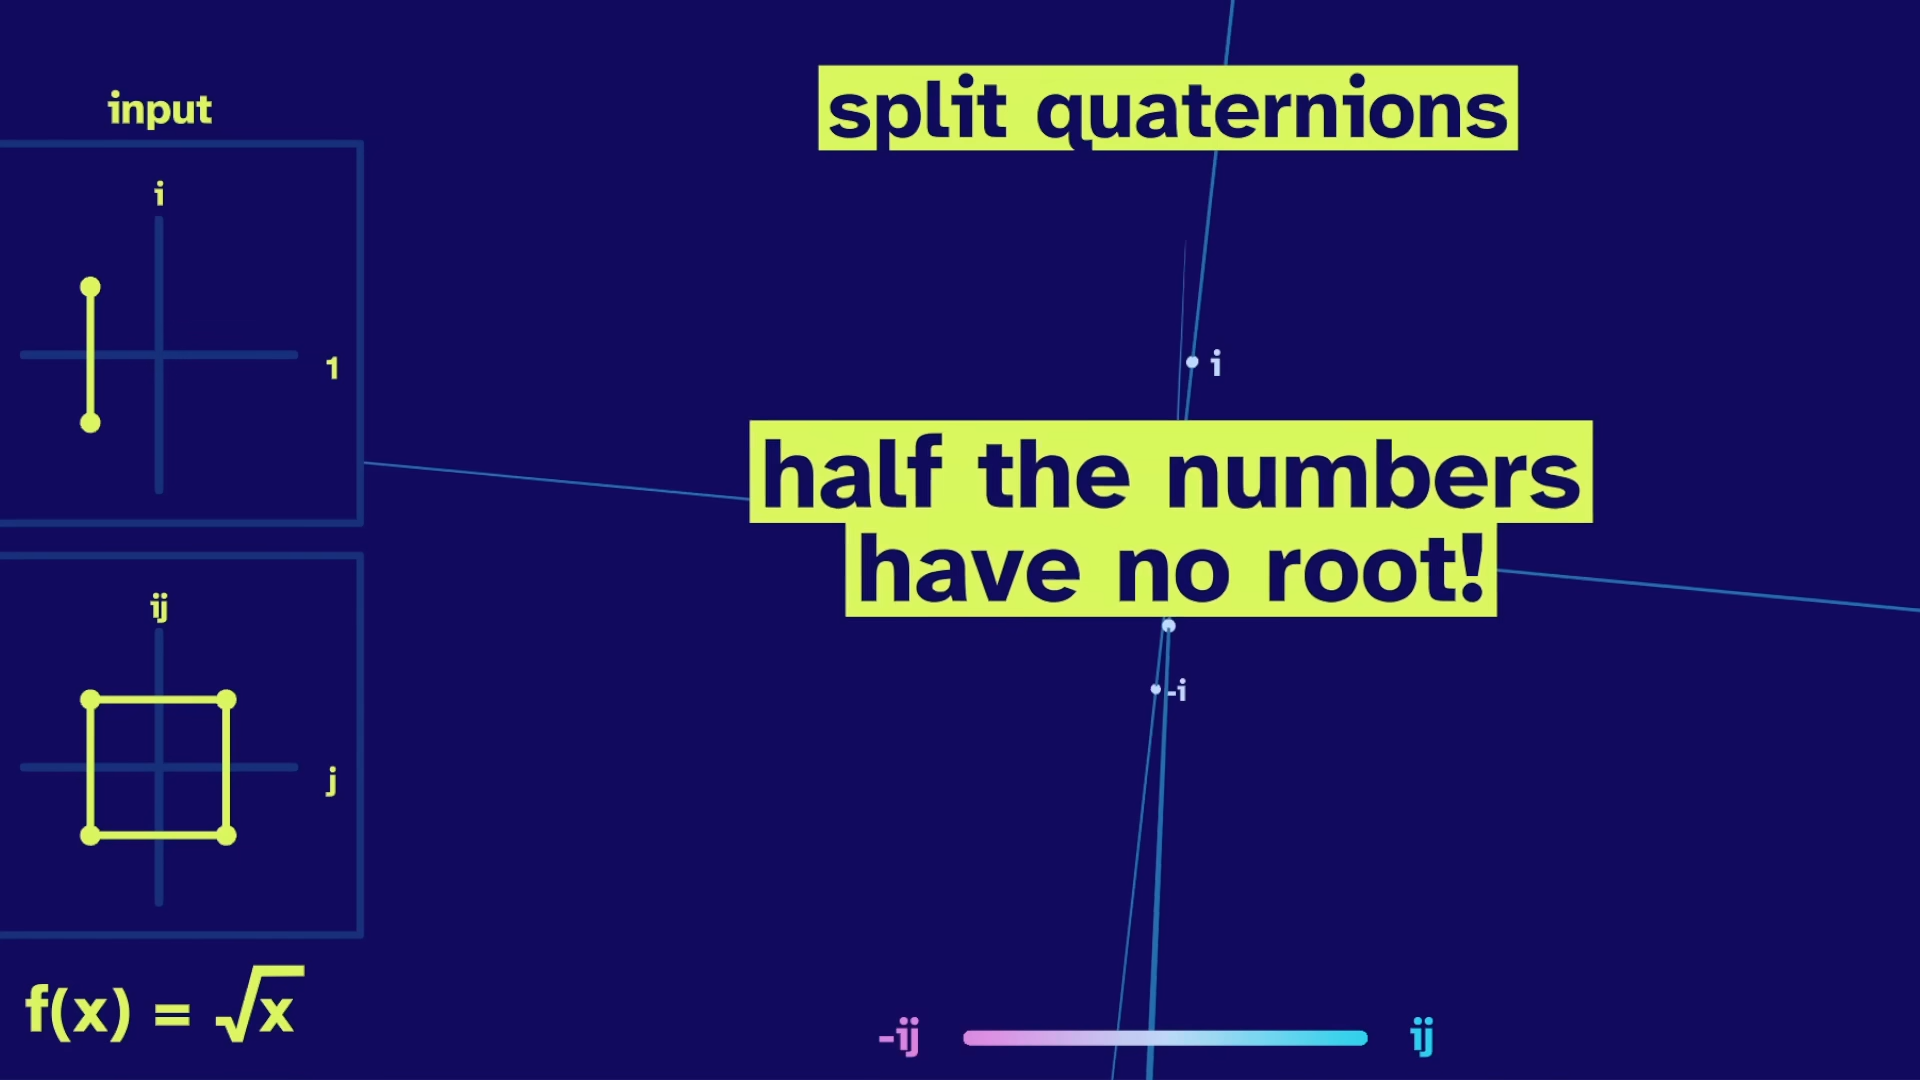 input
i
1
ij
j
f(x) = √x
split quaternions
i
half the numbers
have no root!
-i
-ij
ij